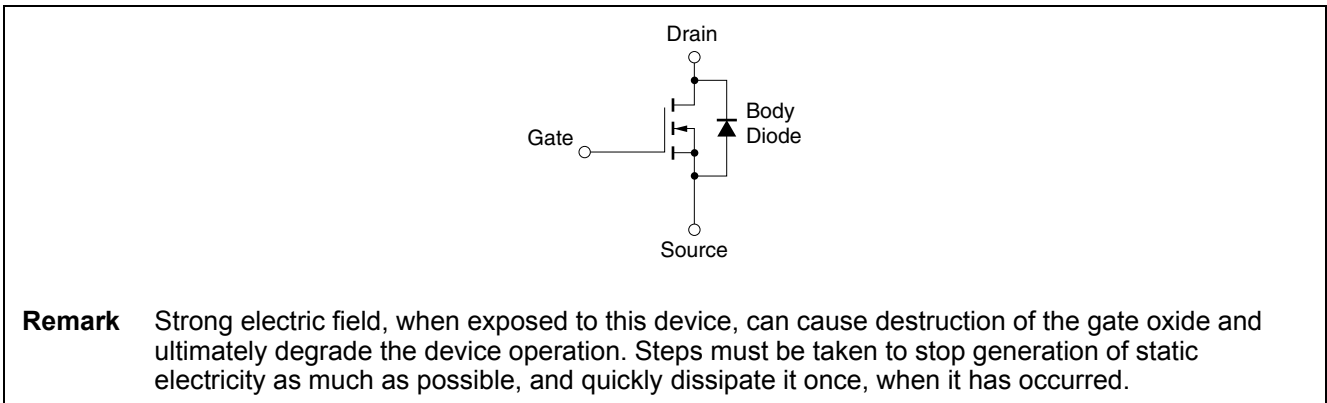 Drain
Body
Diode
Gate
Source
Remark Strong electric field, when exposed to this device, can cause destruction of the gate oxide and
ultimately degrade the device operation. Steps must be taken to stop generation of static
electricity as much as possible, and quickly dissipate it once, when it has occurred.